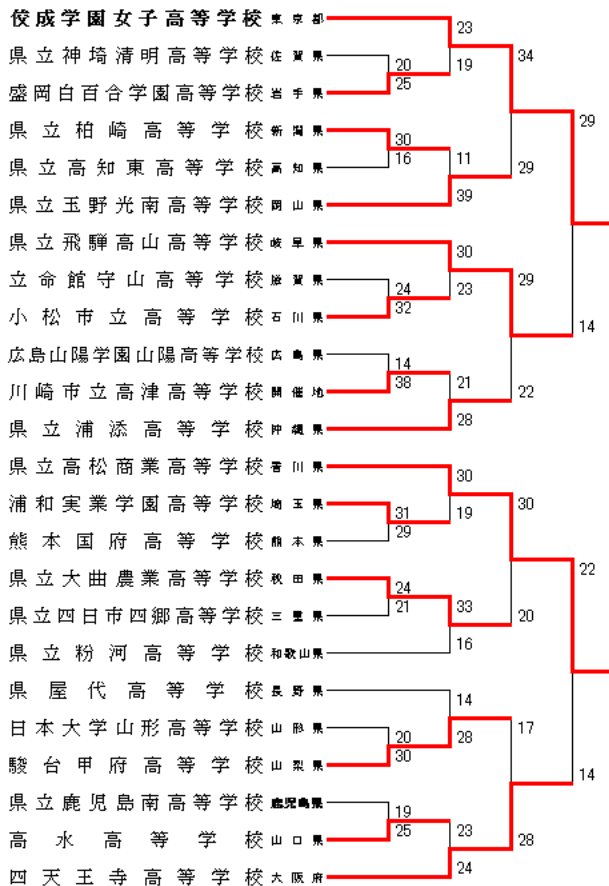 佼成学園女子高等学校 東京都
県立神埼清明高等学校 佐賀県
盛岡白百合学園高等学校 岩手県
県立柏崎高等学校 新潟県
県立高知東高等学校 高知県
県立玉野光南高等学校 岡山県
県立飛騨高山高等学校 岐阜県
立命館守山高等学校 滋賀県
小松市立高等学校 石川県
広島山陽学園山陽高等学校 広島県
川崎市立高津高等学校 開催地
県立浦添高等学校 沖縄県
県立高松商業高等学校 香川県
浦和実業学園高等学校 埼玉県
熊本国府高等学校 熊本県
県立大曲農業高等学校 秋田県
県立四日市四郷高等学校 三重県
県立粉河高等学校 和歌山県
県屋代高等学校 長野県
日本大学山形高等学校 山形県
駿台甲府高等学校 山梨県
県立鹿児島南高等学校 鹿児島県
高水高等学校 山口県
四天王寺高等学校 大阪府
23
34
20
19
25
29
30
16
11
29
39
30
29
24
23
32
14
14
38
21
22
28
30
30
31
19
29
22
24
33
21
20
16
14
17
20
28
30
14
19
23
25
28
24